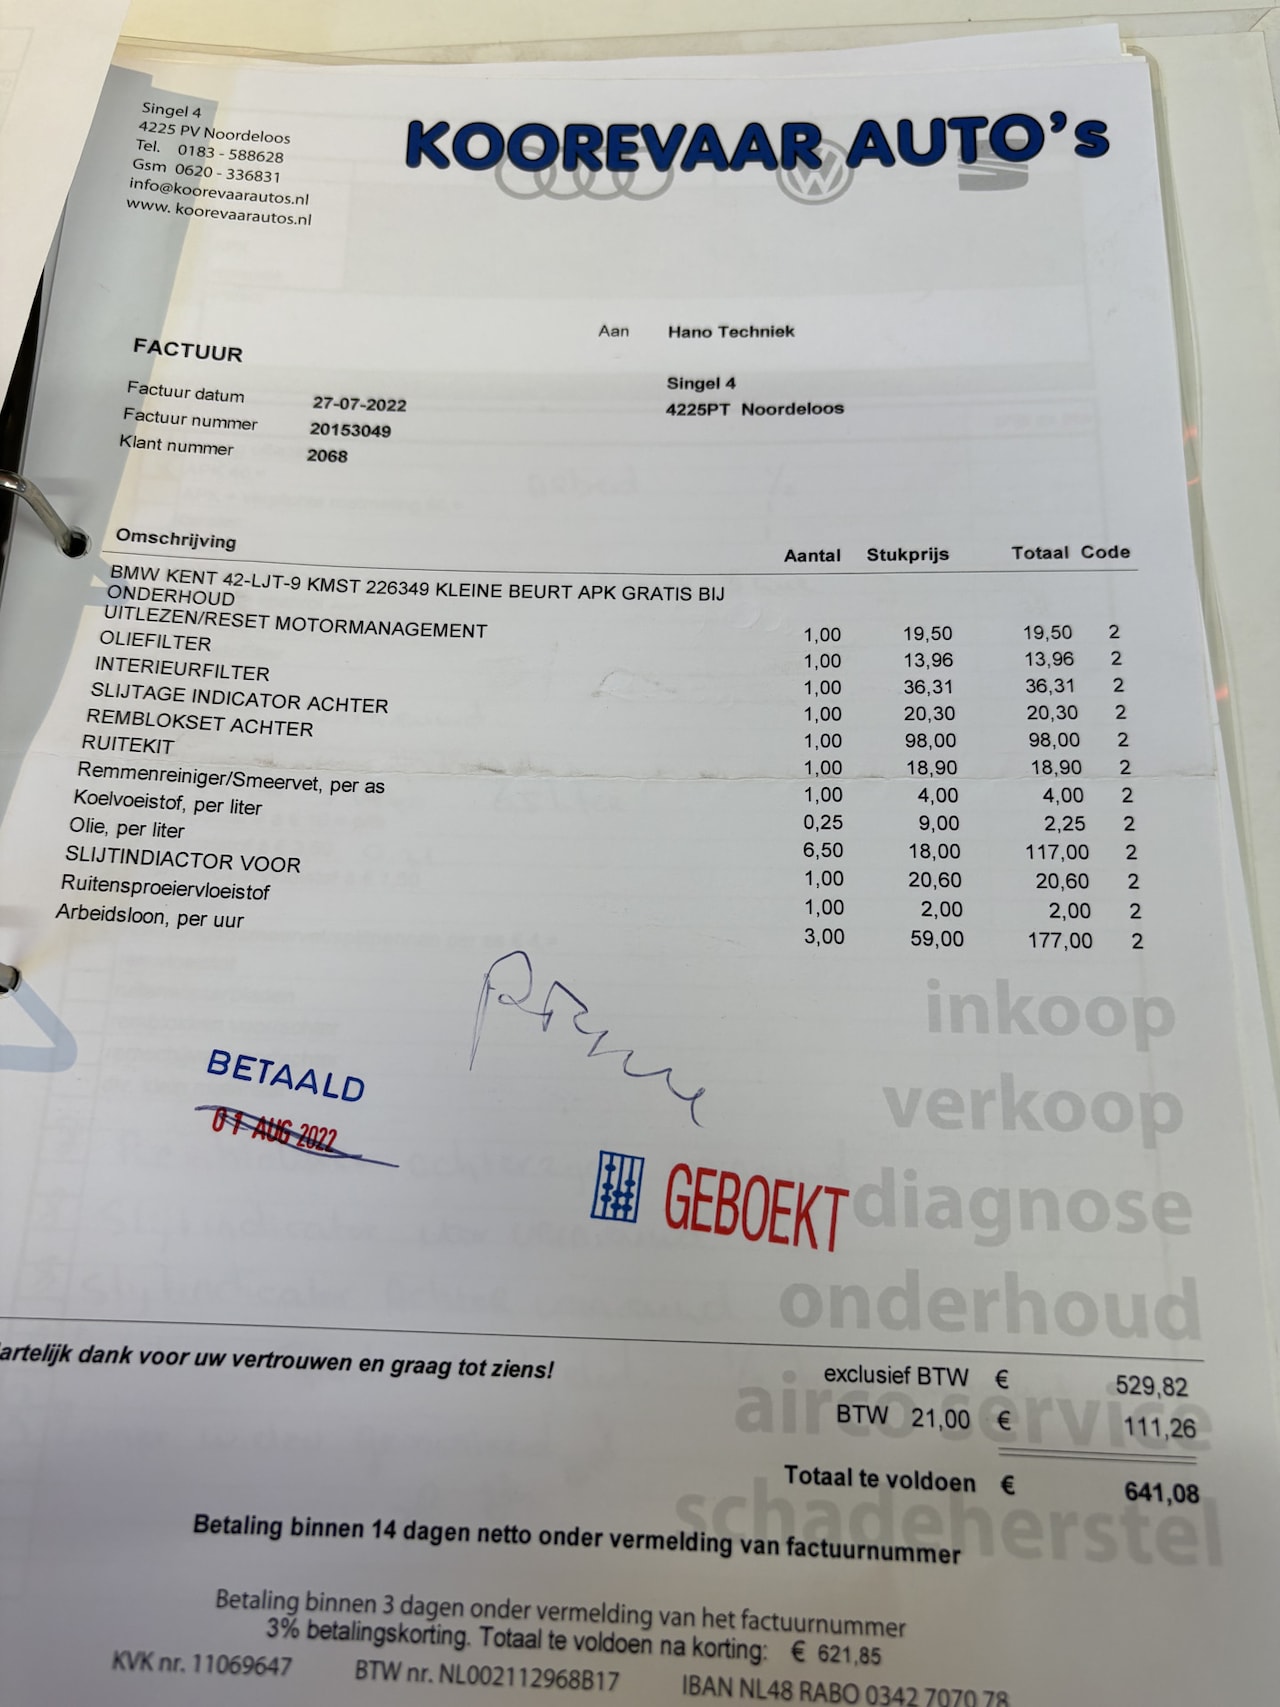 Singel 4
4225 PV Noordeloos
Tel. 0183 - 588628
Gsm 0620 - 336831
info@koorevaarautos.nl
www. koorevaarautos.nl
KOOREVAAR AUTO's
Aan Hano Techniek
Singel 4
4225PT Noordeloos
FACTUUR
Factuur datum 27-07-2022
Factuur nummer 20153049
Klant nummer 2068
Omschrijving Aantal Stukprijs Totaal Code
BMW KENT 42-LJT-9 KMST 226349 KLEINE BEURT APK GRATIS BIJ
ONDERHOUD
UITLEZEN/RESET MOTORMANAGEMENT 1,00 19,50 19,50 2
OLIEFILTER 1,00 13,96 13,96 2
INTERIEURFILTER 1,00 36,31 36,31 2
SLIJTAGE INDICATOR ACHTER 1,00 20,30 20,30 2
REMBLOKSET ACHTER 1,00 98,00 98,00 2
RUITEKIT 1,00 18,90 18,90 2
Remmenreiniger/Smeervet, per as 1,00 4,00 4,00 2
Koelvoeistof, per liter 0,25 9,00 2,25 2
Olie, per liter 6,50 18,00 117,00 2
SLIJTINDIACTOR VOOR 1,00 20,60 20,60 2
Ruitensproeiervloeistof 1,00 2,00 2,00 2
Arbeidsloon, per uur 3,00 59,00 177,00 2
inkoop
verkoop
diagnose
onderhoud
airco service
schadeherstel
BETAALD
01 AUG 2022
GEBOEKT
artelijk dank voor uw vertrouwen en graag tot ziens!
exclusief BTW € 529,82
BTW 21,00 € 111,26
Totaal te voldoen € 641,08
Betaling binnen 14 dagen netto onder vermelding van factuurnummer
Betaling binnen 3 dagen onder vermelding van het factuurnummer
3% betalingskorting. Totaal te voldoen na korting: € 621,85
KVK nr. 11069647 BTW nr. NL002112968B17 IBAN NL48 RABO 0342 7070 78